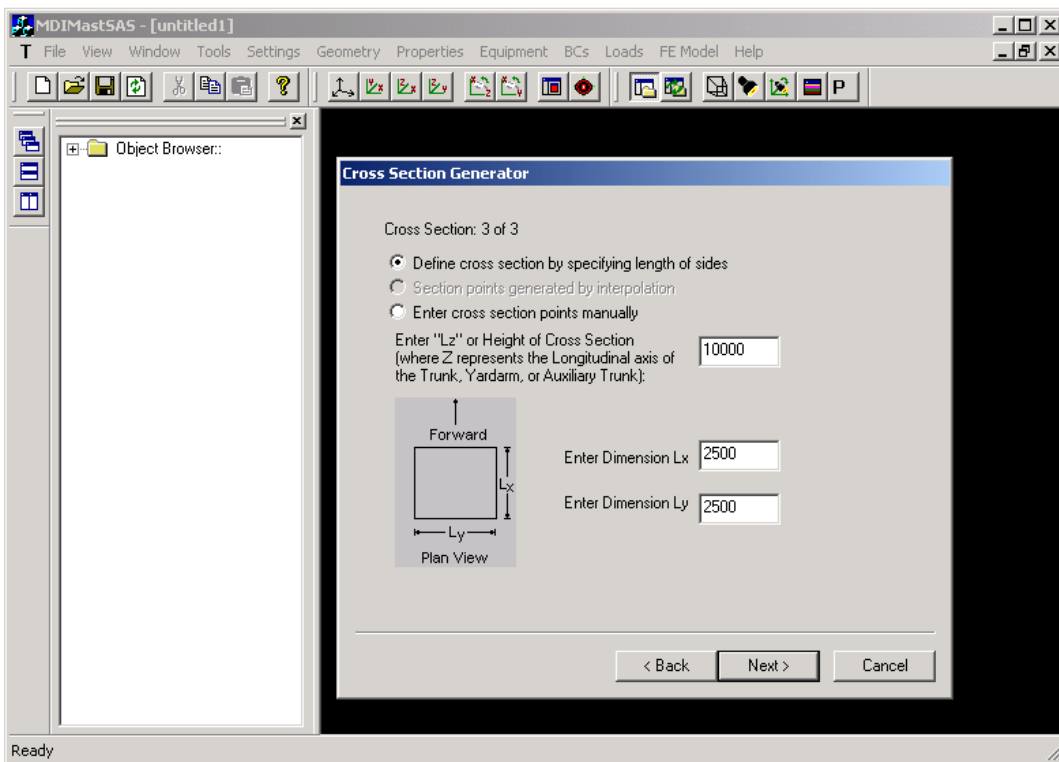 MDIMastSAS - [untitled1]
T File View Window Tools Settings Geometry Properties Equipment BCs Loads FE Model Help
P
Object Browser::
Cross Section Generator
Cross Section: 3 of 3
Define cross section by specifying length of sides
Section points generated by interpolation
Enter cross section points manually
Enter "Lz" or Height of Cross Section
(where Z represents the Longitudinal axis of
the Trunk, Yardarm, or Auxiliary Trunk):
10000
Forward
Lx
Ly
Plan View
Enter Dimension Lx 2500
Enter Dimension Ly 2500
< Back Next > Cancel
Ready